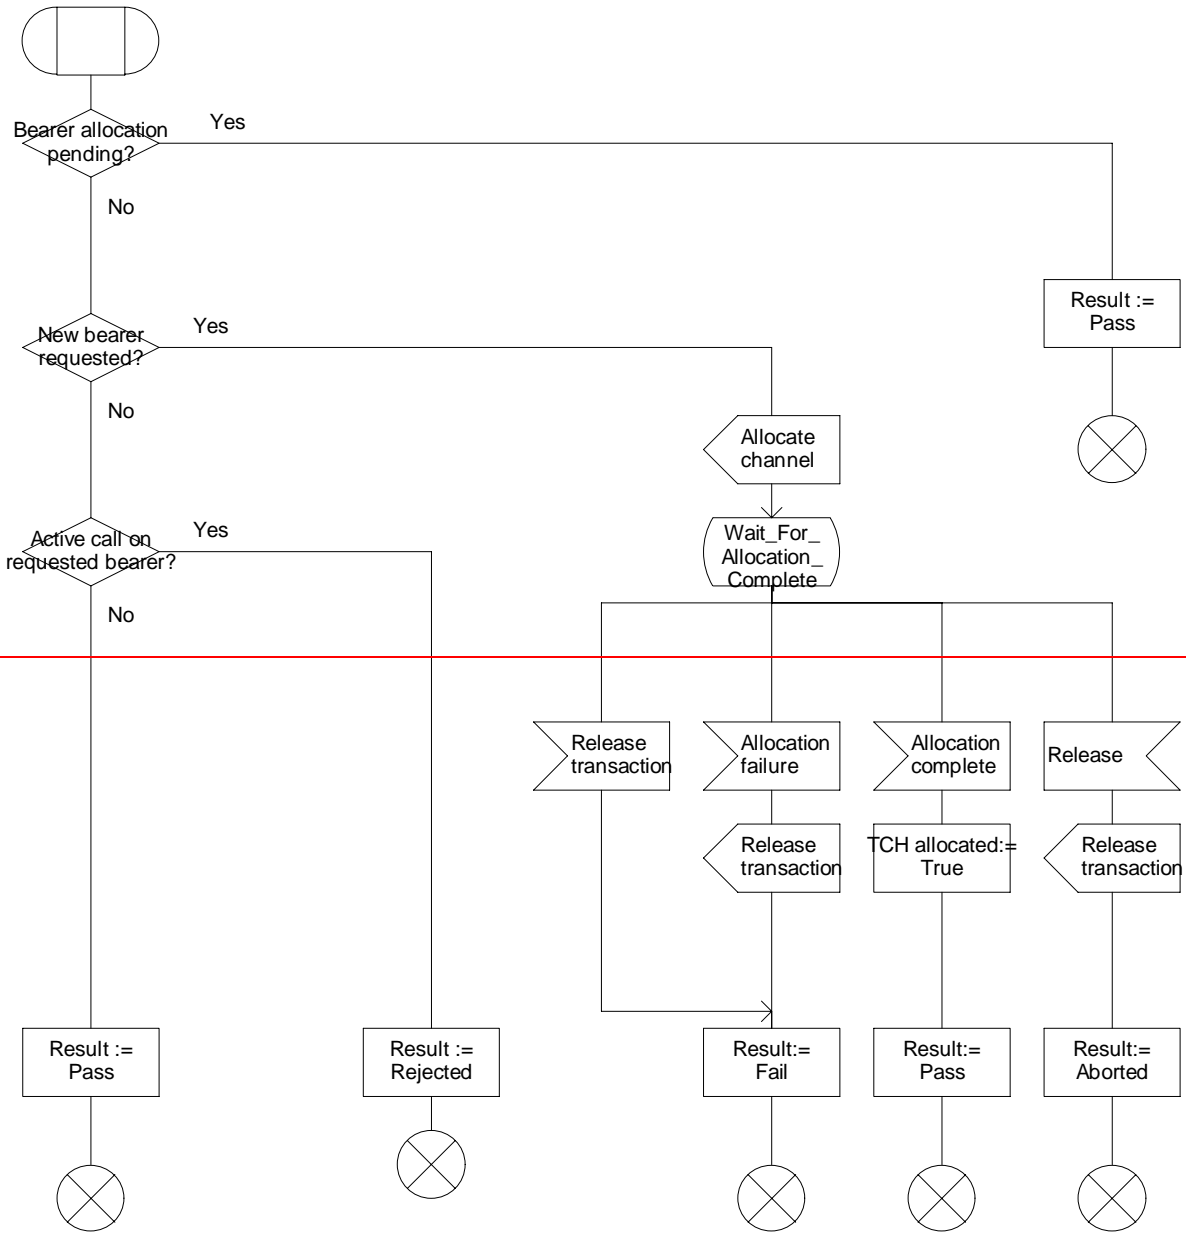 Yes
Bearer allocation
pending?
No
Result :=
Pass
Yes
New bearer
requested?
No
Allocate
channel
Yes
Active call on
requested bearer?
Wait_For_
Allocation_
Complete
No
Release
transaction
Allocation
failure
Allocation
complete
Release
Release
transaction
TCH allocated:=
True
Release
transaction
Result :=
Pass
Result :=
Rejected
Result:=
Fail
Result:=
Pass
Result:=
Aborted